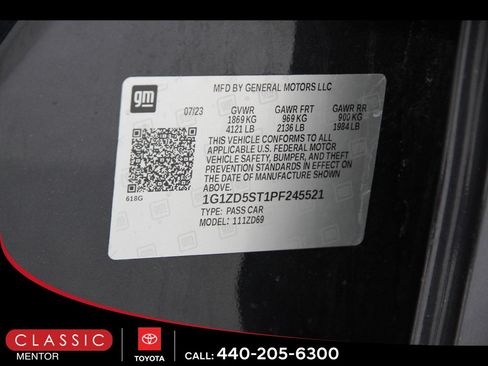 gm
MFD BY GENERAL MOTORS LLC
07/23 GVWR GAWR FRT GAWR RR
1869 KG 969 KG 900 KG
4121 LB 2136 LB 1984 LB
THIS VEHICLE CONFORMS TO ALL
APPLICABLE U.S. FEDERAL MOTOR
VEHICLE SAFETY, BUMPER, AND THEFT
PREVENTION STANDARDS IN EFFECT ON
THE DATE OF MANUFACTURE SHOWN
ABOVE.
618G
1G1ZD5ST1PF245521
TYPE: PASS CAR
MODEL: 111ZD69
CLASSIC
MENTOR
TOYOTA
CALL: 440-205-6300